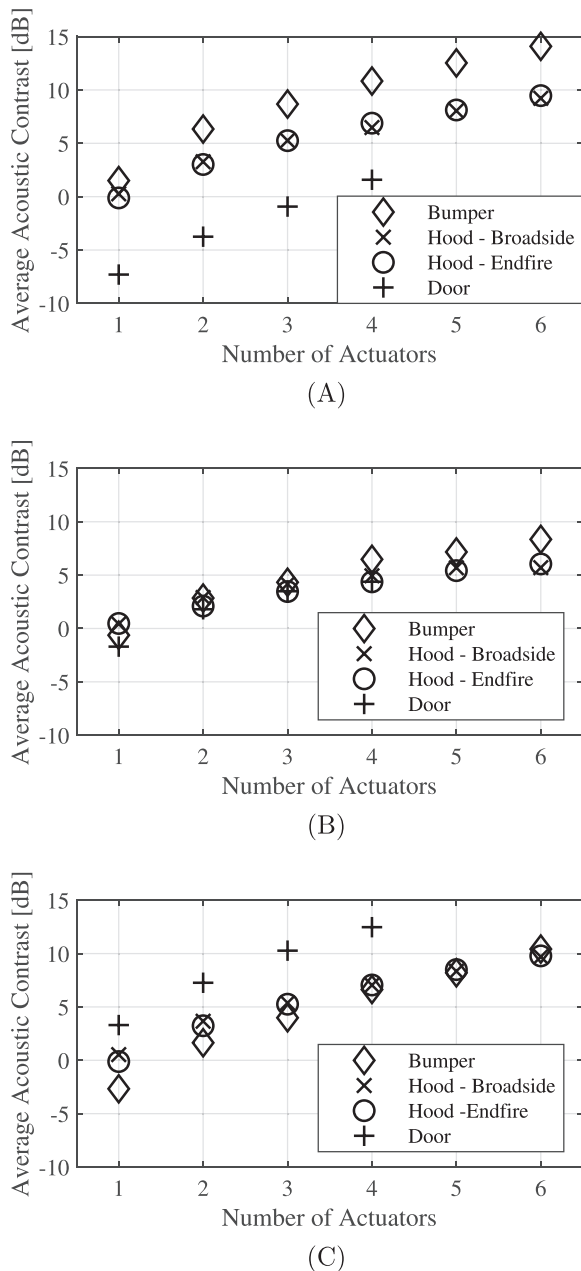 Average Acoustic Contrast [dB]
15
10
5
0
-5
-10
Bumper
Hood - Broadside
Hood - Endfire
Door
1 2 3 4 5 6
Number of Actuators
(A)
Average Acoustic Contrast [dB]
15
10
5
0
-5
-10
Bumper
Hood - Broadside
Hood - Endfire
Door
1 2 3 4 5 6
Number of Actuators
(B)
Average Acoustic Contrast [dB]
15
10
5
0
-5
-10
Bumper
Hood - Broadside
Hood -Endfire
Door
1 2 3 4 5 6
Number of Actuators
(C)